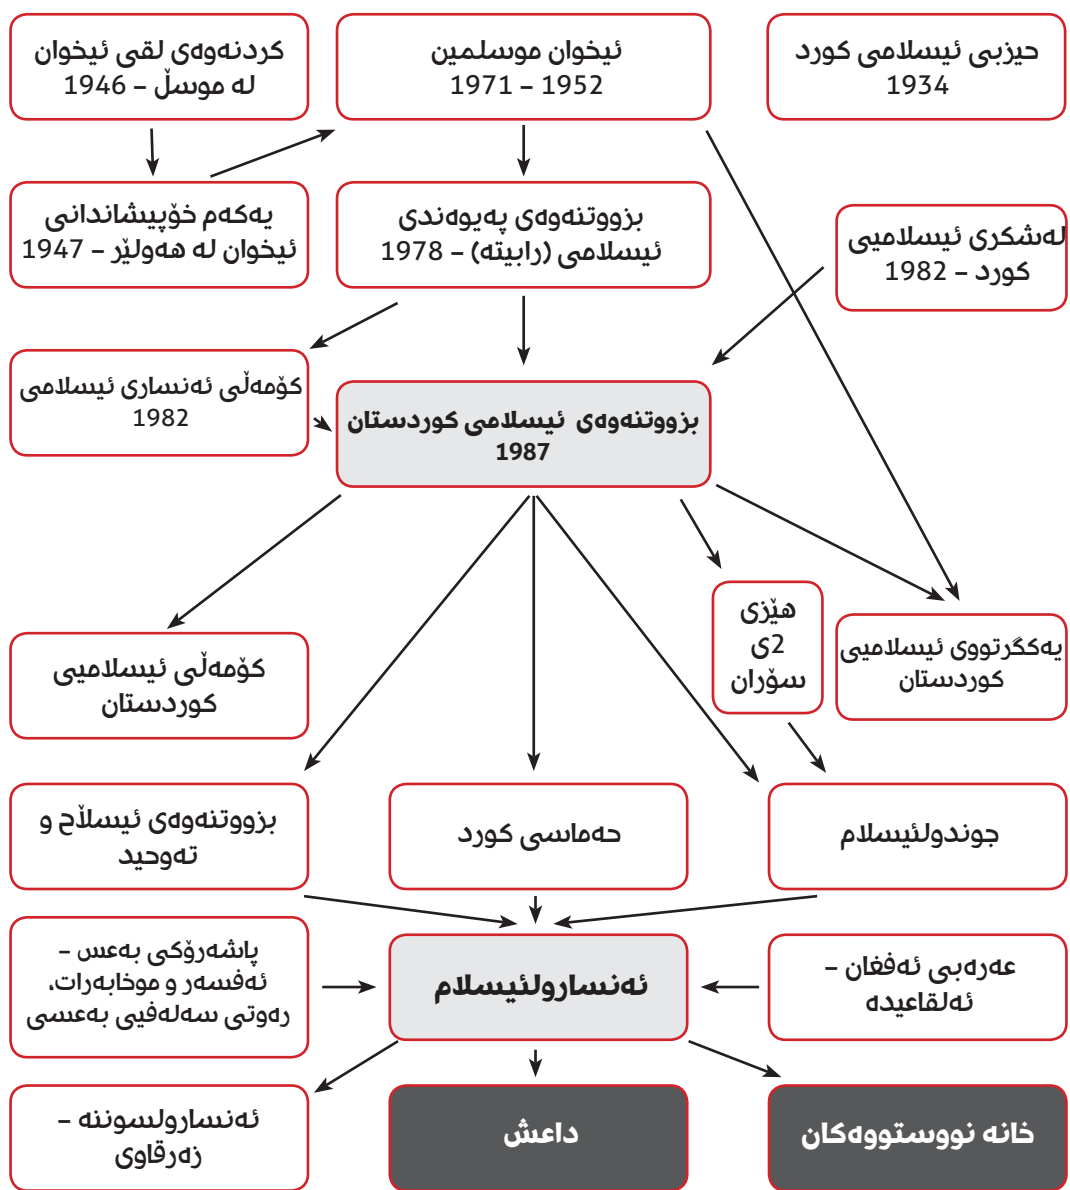 حیزبی ئیسلامی کورد
1934
ئیخوان موسلمین
1952 – 1971
کردنەوەی لقی ئیخوان
لە موسڵ – 1946
لەشکری ئیسلامیی
کورد – 1982
بزووتنەوەی پەیوەندی
ئیسلامی (رابیتە) – 1978
یەکەم خۆپیشاندانی
ئیخوان لە هەولێر – 1947
کۆمەڵی ئەنساری ئیسلامی
1982
بزووتنەوەی ئیسلامی کوردستان
1987
هێزی
2ی
سۆران
یەکگرتووی ئیسلامیی
کوردستان
کۆمەڵی ئیسلامیی
کوردستان
جوندولئیسلام
حەماسی کورد
بزووتنەوەی ئیسڵاح و
تەوحید
عەرەبی ئەفغان –
ئەلقاعیدە
ئەنسارولئیسلام
پاشەرۆکی بەعس –
ئەفسەر و موخابەرات،
رەوتی سەلەفیی بەعسی
خانە نووستووەکان
داعش
ئەنسارولسوننە –
زەرقاوی